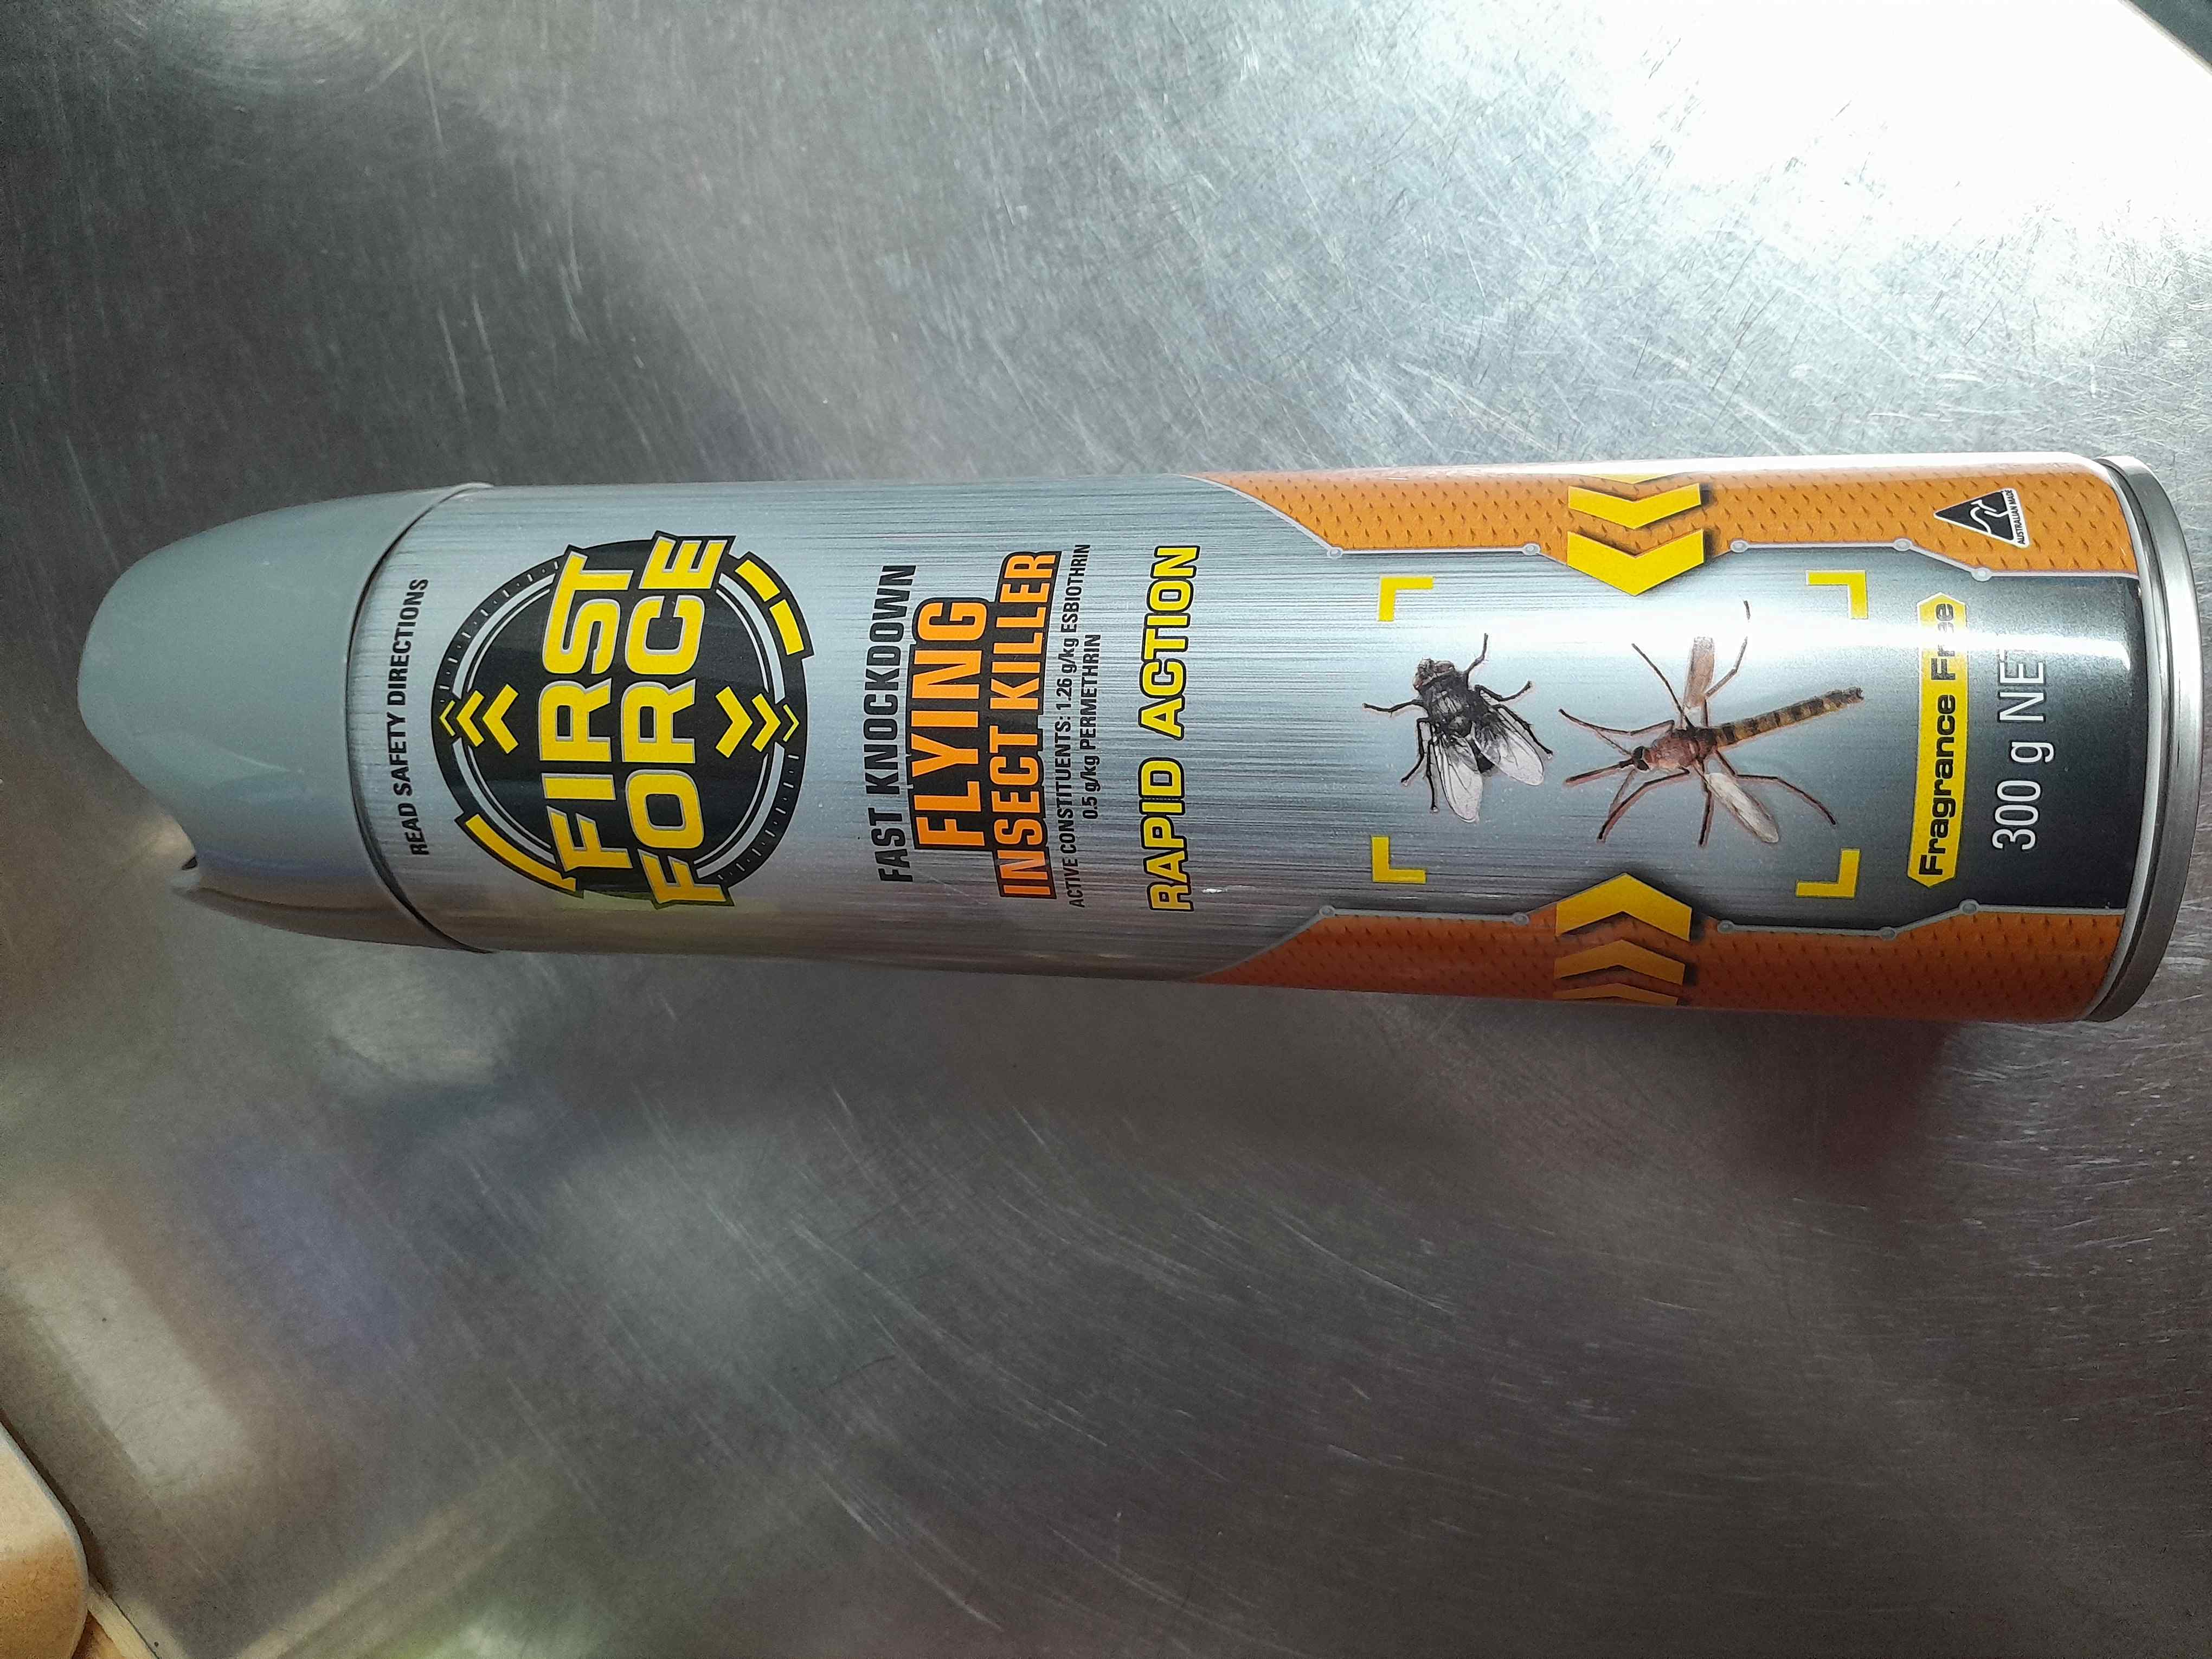 READ SAFETY DIRECTIONS
FIRST
FORCE
FAST KNOCKDOWN
FLYING
INSECT KILLER
ACTIVE CONSTITUENTS: 1.26 g/kg ESBIOTHRIN
0.5 g/kg PERMETHRIN
RAPID ACTION
Fragrance Free
300 g NET
AUSTRALIAN MADE